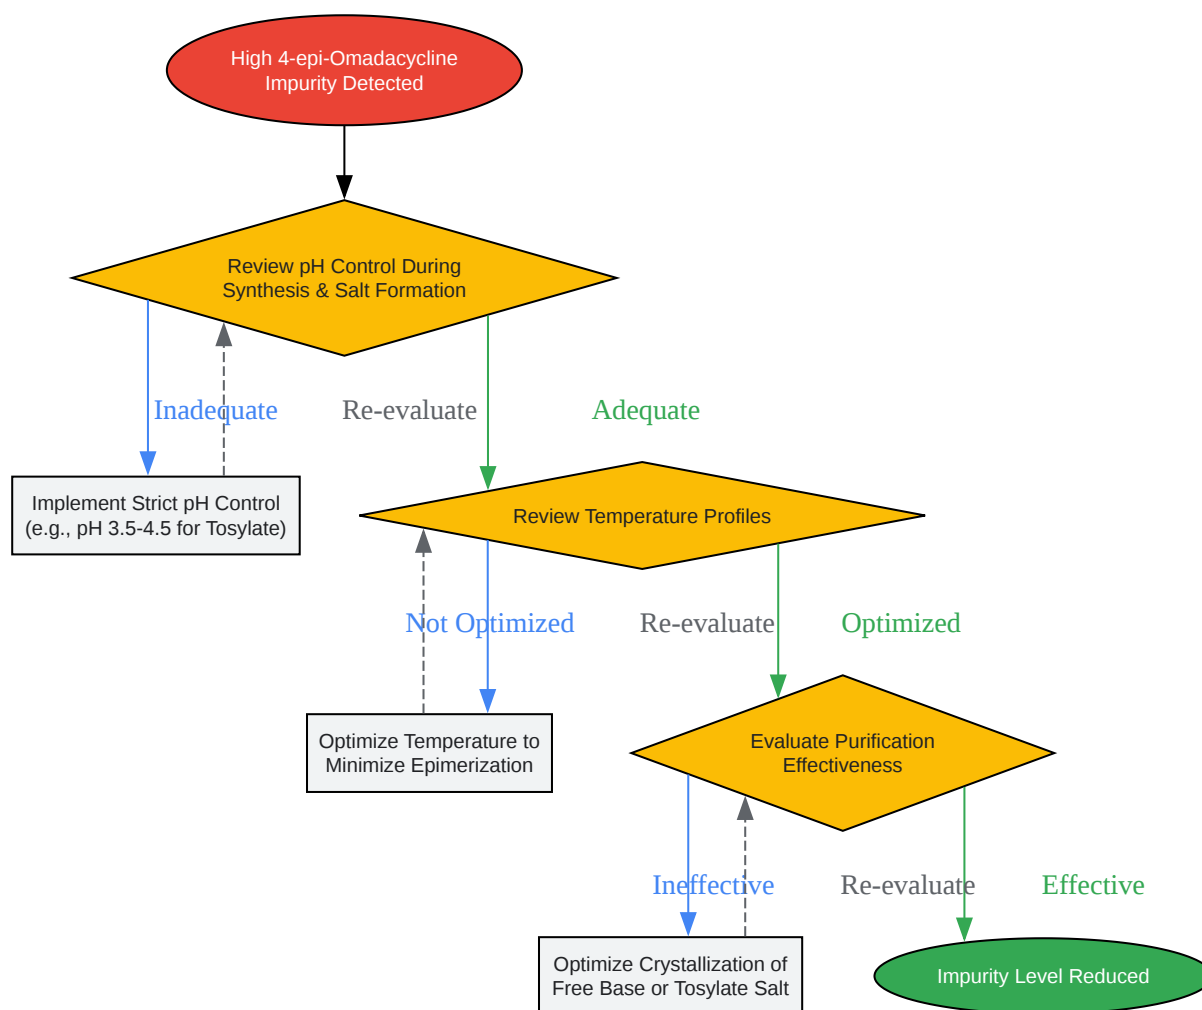 High 4-epi-Omadacycline
Impurity Detected
Review pH Control During
Synthesis & Salt Formation
Inadequate
Re-evaluate
Adequate
Implement Strict pH Control
(e.g., pH 3.5-4.5 for Tosylate)
Review Temperature Profiles
Not Optimized
Re-evaluate
Optimized
Optimize Temperature to
Minimize Epimerization
Evaluate Purification
Effectiveness
Ineffective
Re-evaluate
Effective
Optimize Crystallization of
Free Base or Tosylate Salt
Impurity Level Reduced